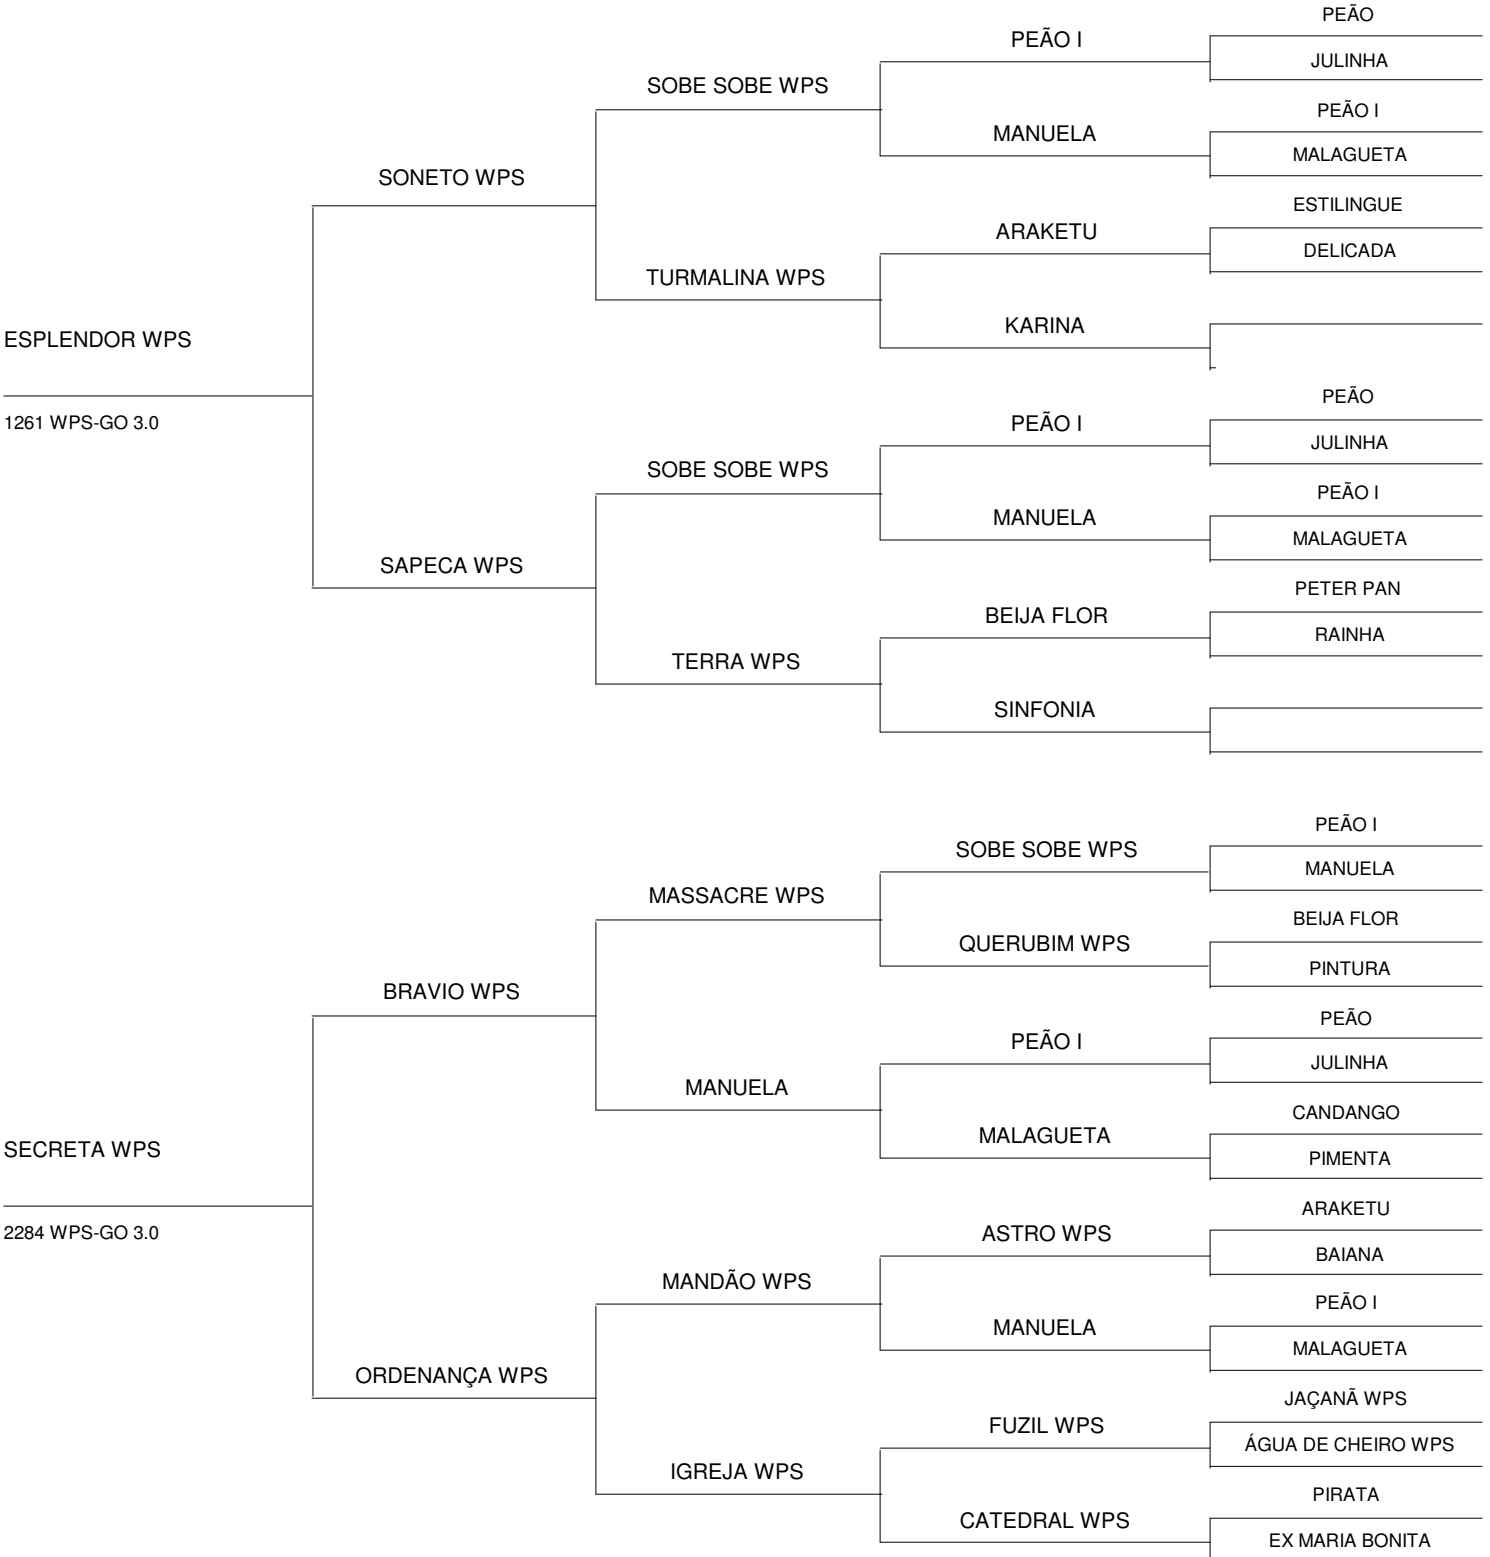 PEÃO
PEÃO I
JULINHA
SOBE SOBE WPS
PEÃO I
MANUELA
MALAGUETA
SONETO WPS
ESTILINGUE
ARAKETU
DELICADA
TURMALINA WPS
KARINA
ESPLENDOR WPS
PEÃO
1261 WPS-GO 3.0
PEÃO I
JULINHA
SOBE SOBE WPS
PEÃO I
MANUELA
MALAGUETA
SAPECA WPS
PETER PAN
BEIJA FLOR
RAINHA
TERRA WPS
SINFONIA
PEÃO I
SOBE SOBE WPS
MANUELA
MASSACRE WPS
BEIJA FLOR
QUERUBIM WPS
PINTURA
BRAVIO WPS
PEÃO
PEÃO I
JULINHA
MANUELA
CANDANGO
MALAGUETA
SECRETA WPS
PIMENTA
ARAKETU
2284 WPS-GO 3.0
ASTRO WPS
BAIANA
MANDÃO WPS
PEÃO I
MANUELA
MALAGUETA
ORDENANÇA WPS
JAÇANÃ WPS
FUZIL WPS
ÁGUA DE CHEIRO WPS
IGREJA WPS
PIRATA
CATEDRAL WPS
EX MARIA BONITA